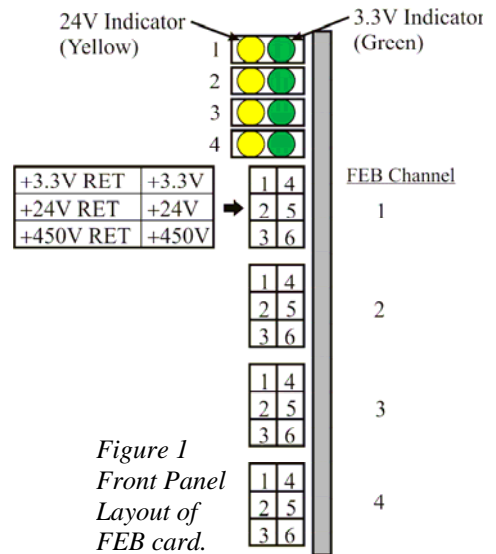 24V Indicator
(Yellow)
3.3V Indicator
(Green)
1
2
3
4
+3.3V RET +3.3V
+24V RET +24V
+450V RET +450V
1 4
2 5
3 6
FEB Channel
1
1 4
2 5
3 6
2
1 4
2 5
3 6
3
1 4
2 5
3 6
4
Figure 1
Front Panel
Layout of
FEB card.